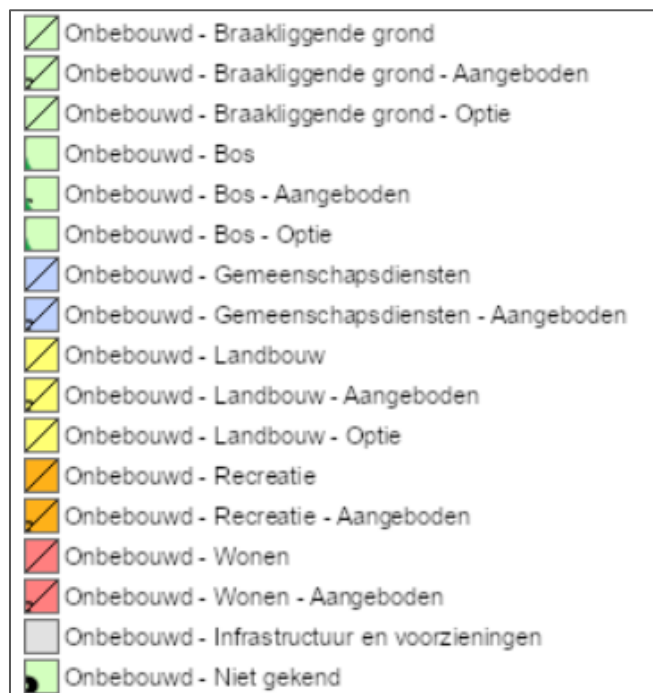 Onbebouwd - Braakliggende grond
Onbebouwd - Braakliggende grond - Aangeboden
Onbebouwd - Braakliggende grond - Optie
Onbebouwd - Bos
Onbebouwd - Bos - Aangeboden
Onbebouwd - Bos - Optie
Onbebouwd - Gemeenschapsdiensten
Onbebouwd - Gemeenschapsdiensten - Aangeboden
Onbebouwd - Landbouw
Onbebouwd - Landbouw - Aangeboden
Onbebouwd - Landbouw - Optie
Onbebouwd - Recreatie
Onbebouwd - Recreatie - Aangeboden
Onbebouwd - Wonen
Onbebouwd - Wonen - Aangeboden
Onbebouwd - Infrastructuur en voorzieningen
Onbebouwd - Niet gekend